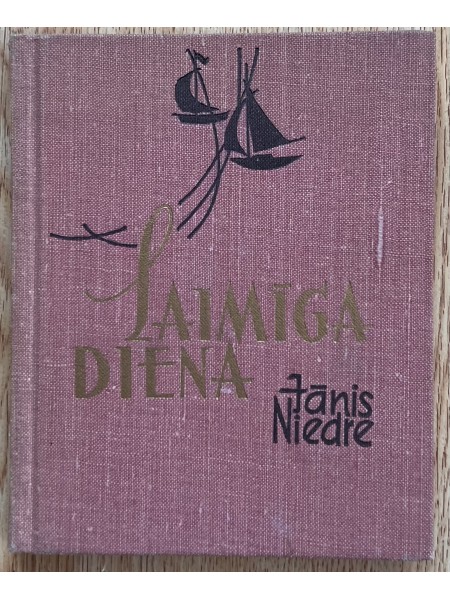 LAIMĪGA
DIENA
Jānis
Niedre